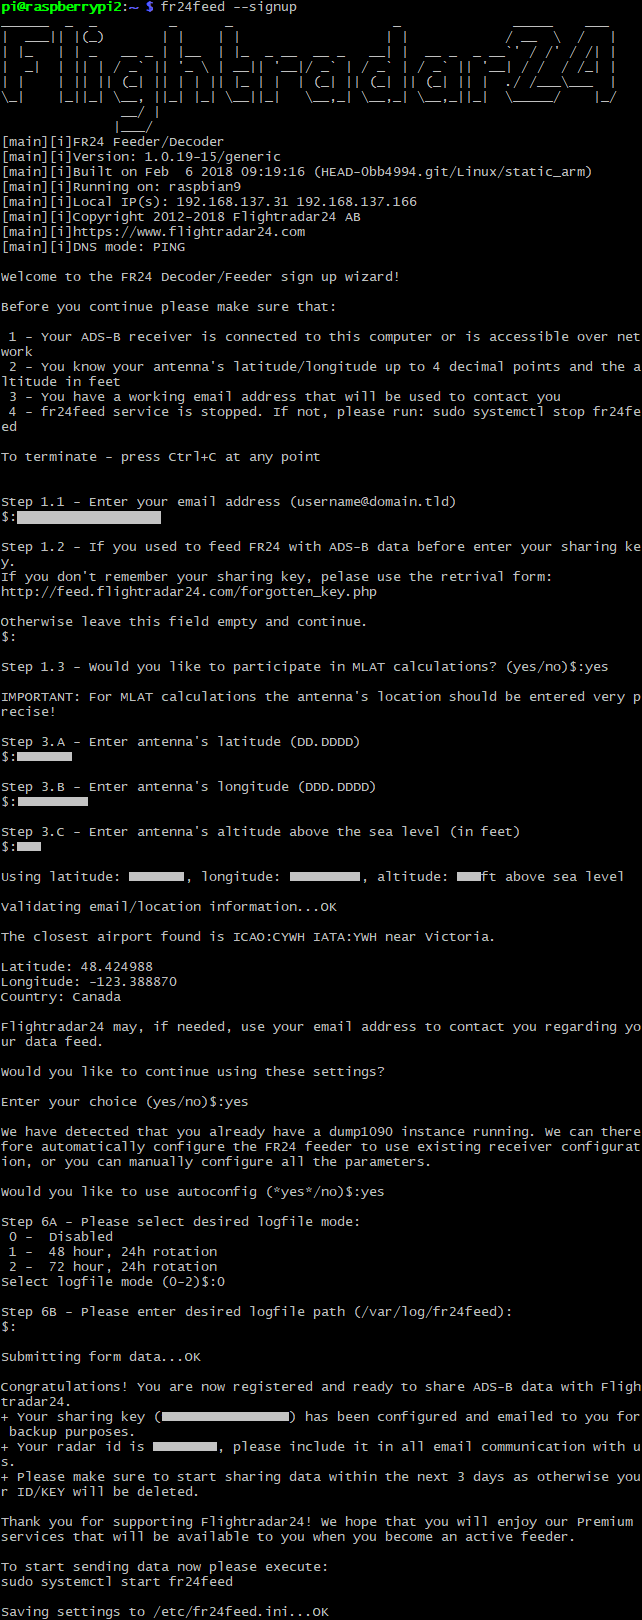 pi@raspberrypi2:~ $ fr24feed --signup
Flightradar24
[main][i]FR24 Feeder/Decoder
[main][i]Version: 1.0.19-15/generic
[main][i]Built on Feb  6 2018 09:19:16 (HEAD-0bb4994.git/Linux/static_arm)
[main][i]Running on: raspbian9
[main][i]Local IP(s): 192.168.137.31 192.168.137.166
[main][i]Copyright 2012-2018 Flightradar24 AB
[main][i]https://www.flightradar24.com
[main][i]DNS mode: PING
Welcome to the FR24 Decoder/Feeder sign up wizard!
Before you continue please make sure that:
 1 - Your ADS-B receiver is connected to this computer or is accessible over net
work
 2 - You know your antenna's latitude/longitude up to 4 decimal points and the a
ltitude in feet
 3 - You have a working email address that will be used to contact you
 4 - fr24feed service is stopped. If not, please run: sudo systemctl stop fr24fe
ed
To terminate - press Ctrl+C at any point
Step 1.1 - Enter your email address (username@domain.tld)
$:
Step 1.2 - If you used to feed FR24 with ADS-B data before enter your sharing ke
y.
If you don't remember your sharing key, pelase use the retrival form:
http://feed.flightradar24.com/forgotten_key.php
Otherwise leave this field empty and continue.
$:
Step 1.3 - Would you like to participate in MLAT calculations? (yes/no)$:yes
IMPORTANT: For MLAT calculations the antenna's location should be entered very p
recise!
Step 3.A - Enter antenna's latitude (DD.DDDD)
$:
Step 3.B - Enter antenna's longitude (DDD.DDDD)
$:
Step 3.C - Enter antenna's altitude above the sea level (in feet)
$:
Using latitude: , longitude: , altitude: ft above sea level
Validating email/location information...OK
The closest airport found is ICAO:CYWH IATA:YWH near Victoria.
Latitude: 48.424988
Longitude: -123.388870
Country: Canada
Flightradar24 may, if needed, use your email address to contact you regarding yo
ur data feed.
Would you like to continue using these settings?
Enter your choice (yes/no)$:yes
We have detected that you already have a dump1090 instance running. We can there
fore automatically configure the FR24 feeder to use existing receiver configurat
ion, or you can manually configure all the parameters.
Would you like to use autoconfig (*yes*/no)$:yes
Step 6A - Please select desired logfile mode:
 0 -  Disabled
 1 -  48 hour, 24h rotation
 2 -  72 hour, 24h rotation
Select logfile mode (0-2)$:0
Step 6B - Please enter desired logfile path (/var/log/fr24feed):
$:
Submitting form data...OK
Congratulations! You are now registered and ready to share ADS-B data with Fligh
tradar24.
+ Your sharing key () has been configured and emailed to you for
 backup purposes.
+ Your radar id is , please include it in all email communication with u
s.
+ Please make sure to start sharing data within the next 3 days as otherwise you
r ID/KEY will be deleted.
Thank you for supporting Flightradar24! We hope that you will enjoy our Premium
services that will be available to you when you become an active feeder.
To start sending data now please execute:
sudo systemctl start fr24feed
Saving settings to /etc/fr24feed.ini...OK